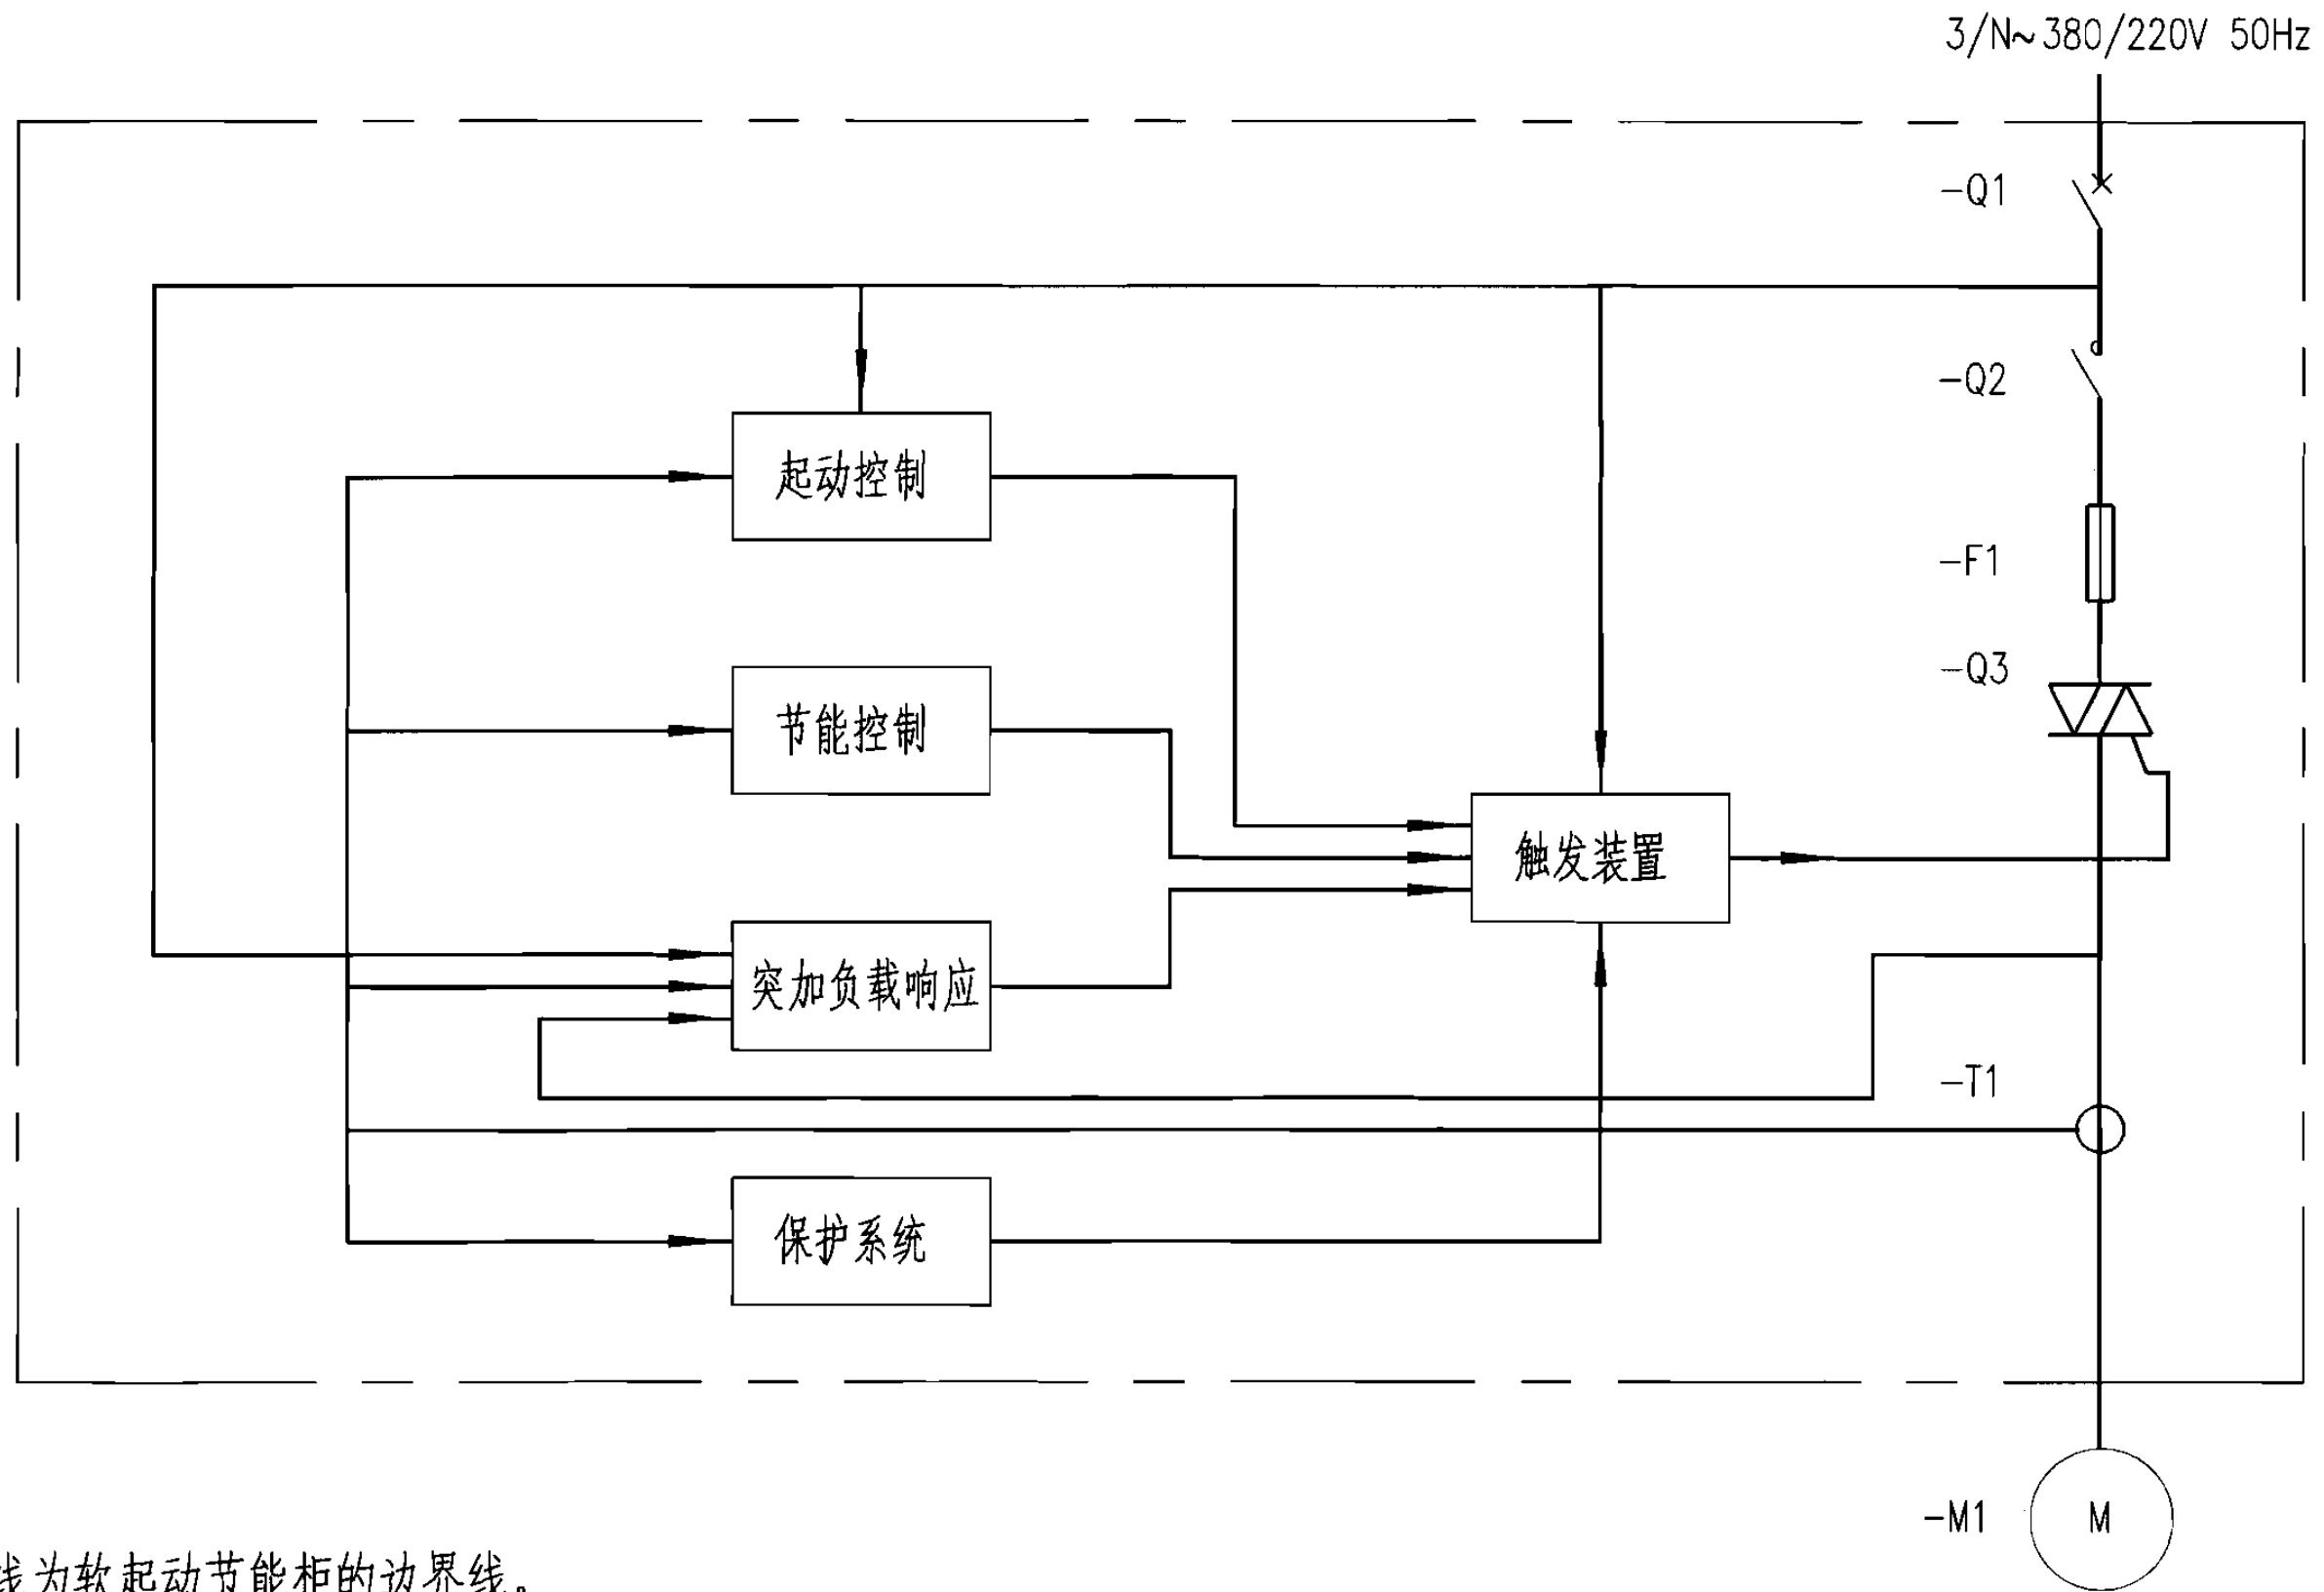 3/N~380/220V 50Hz
-Q1
-Q2
起动控制
-F1
-Q3
节能控制
触发装置
突加负载响应
-T1
保护系统
-M1
M
线为软起动节能柜的边界线。